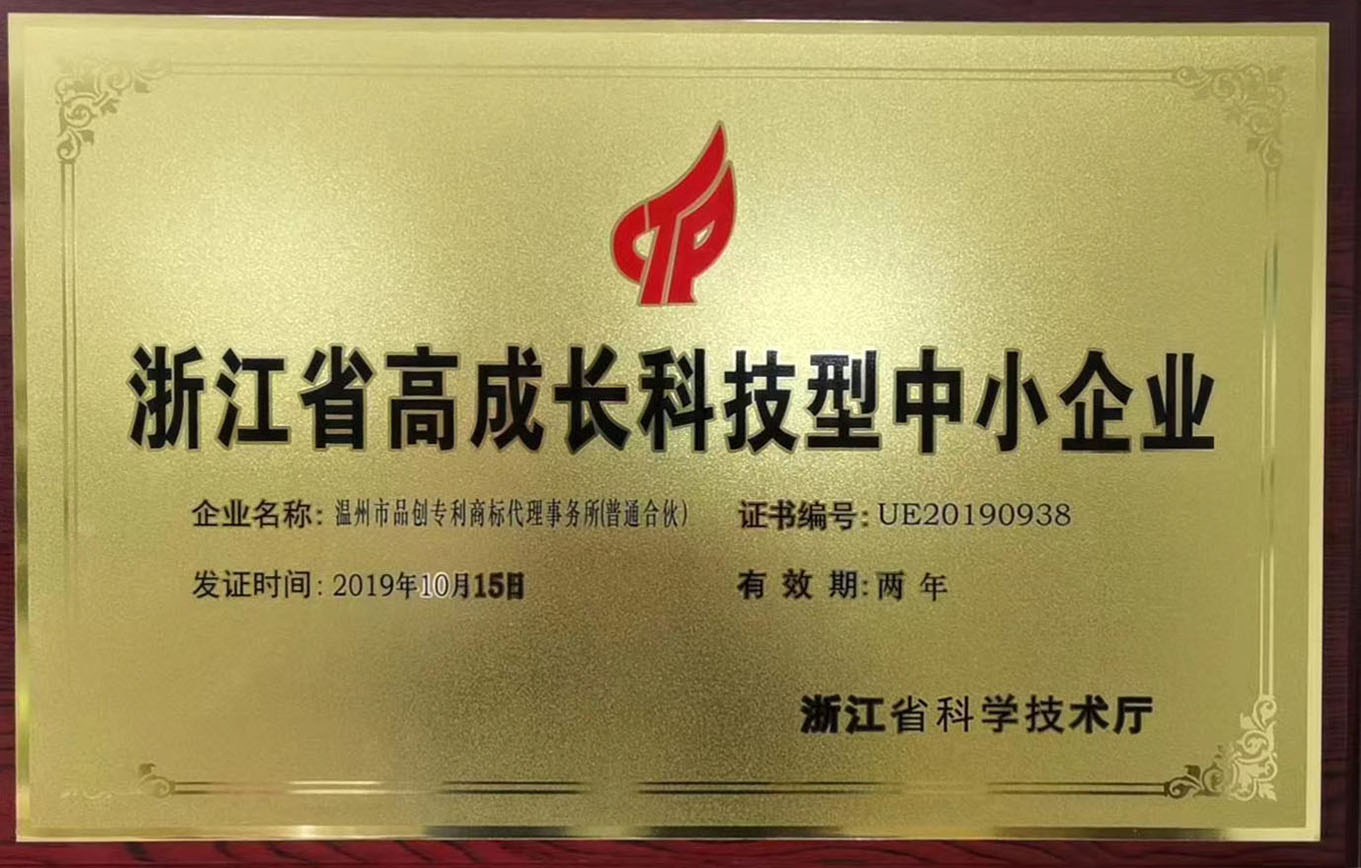 CTP
浙江省高成长科技型中小企业
企业名称：温州市品创专利商标代理事务所(普通合伙) 证书编号：UE20190938
发证时间：2019年10月15日 有 效 期：两 年
浙江省科学技术厅